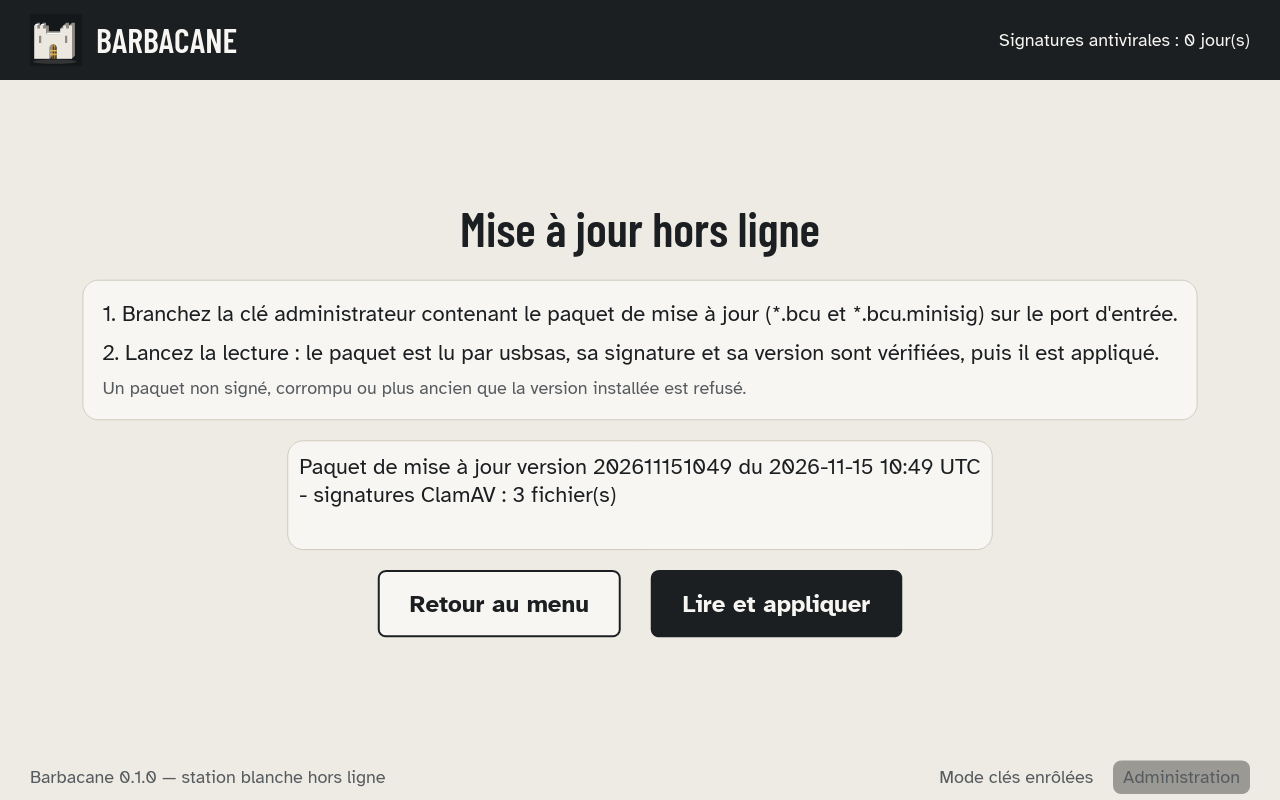 BARBACANE
Signatures antivirales : 0 jour(s)
Mise à jour hors ligne
1. Branchez la clé administrateur contenant le paquet de mise à jour (*.bcu et *.bcu.minisig) sur le port d'entrée.
2. Lancez la lecture : le paquet est lu par usbsas, sa signature et sa version sont vérifiées, puis il est appliqué.
Un paquet non signé, corrompu ou plus ancien que la version installée est refusé.
Paquet de mise à jour version 202611151049 du 2026-11-15 10:49 UTC
- signatures ClamAV : 3 fichier(s)
Retour au menu
Lire et appliquer
Barbacane 0.1.0 — station blanche hors ligne
Mode clés enrôlées
Administration